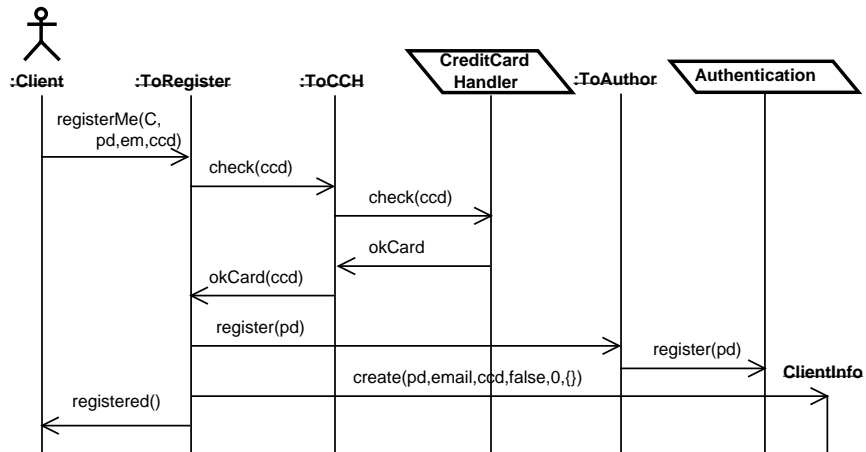 CreditCard
Handler
:Client
:ToRegister
:ToCCH
:ToAuthor
Authentication
registerMe(C,
pd,em,ccd)
check(ccd)
check(ccd)
okCard
okCard(ccd)
register(pd)
register(pd)
ClientInfo
create(pd,email,ccd,false,0,{})
registered()